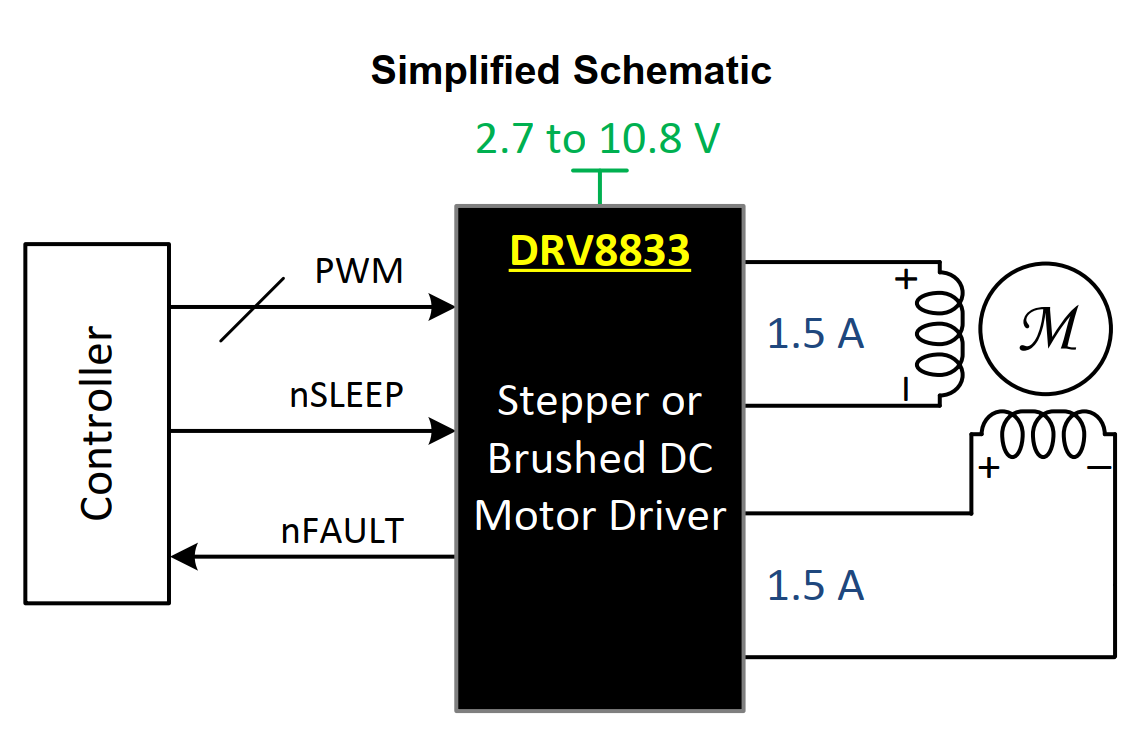 Simplified Schematic
2.7 to 10.8 V
DRV8833
Controller
PWM
nSLEEP
nFAULT
Stepper or
Brushed DC
Motor Driver
+
1.5 A
–
M
+ –
1.5 A